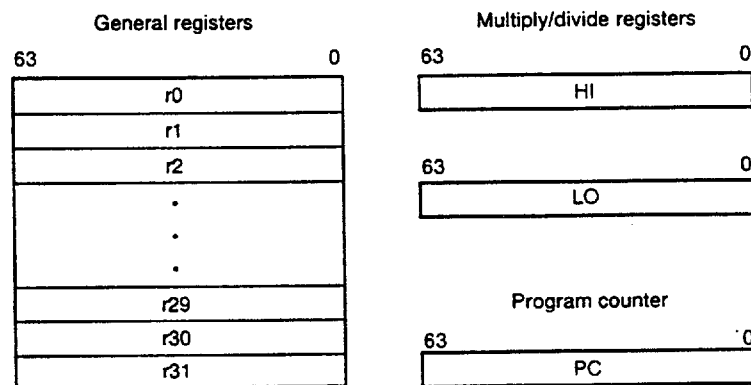 General registers
63 0
r0
r1
r2
.
.
.
r29
r30
r31
Multiply/divide registers
63 0
HI
63 0
LO
Program counter
63 0
PC